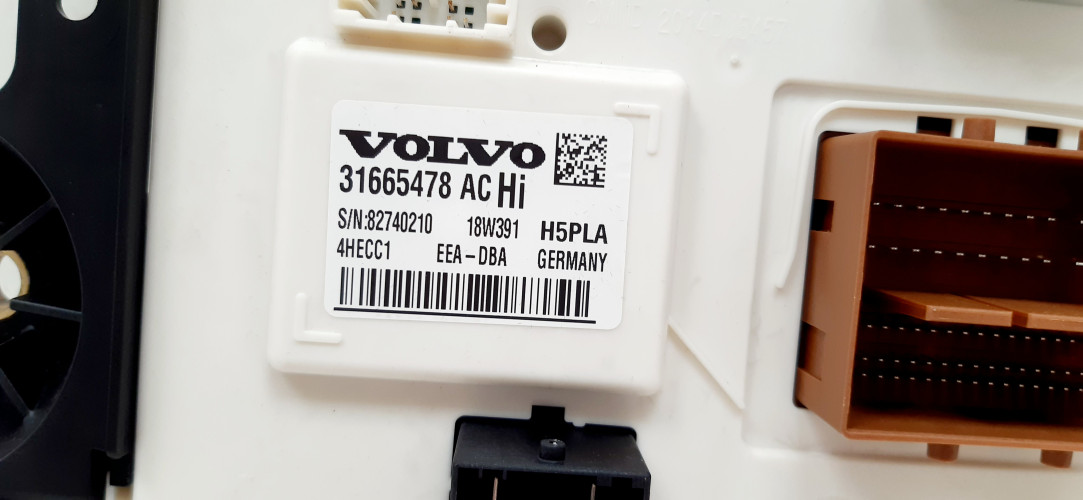 VOLVO
31665478 AC Hi
S/N:82740210 18W391 H5PLA
4HECC1 EEA-DBA GERMANY